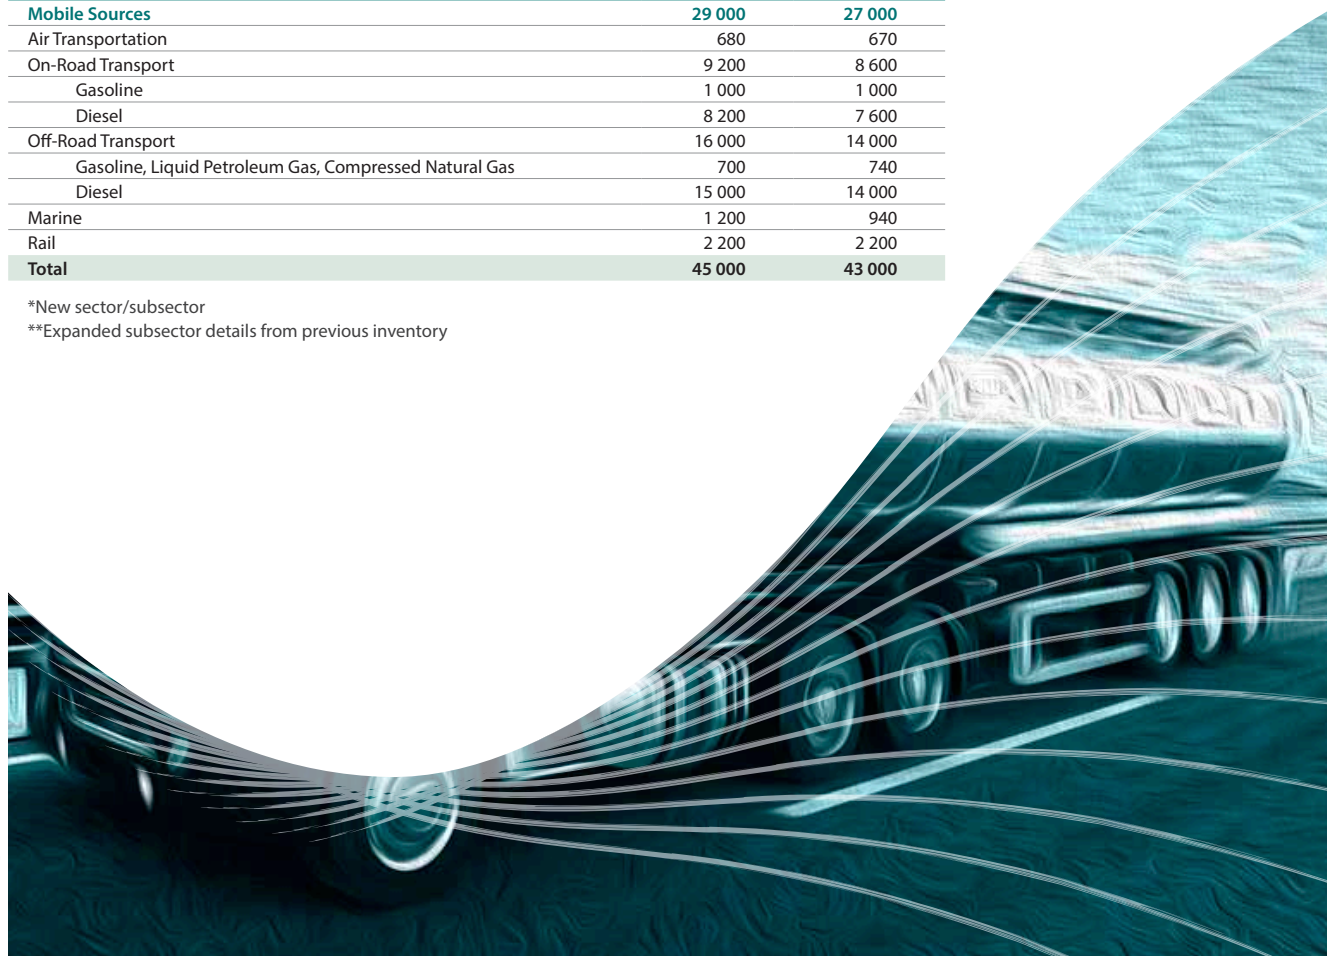 Mobile Sources 29 000 27 000
Air Transportation 680 670
On-Road Transport 9 200 8 600
Gasoline 1 000 1 000
Diesel 8 200 7 600
Off-Road Transport 16 000 14 000
Gasoline, Liquid Petroleum Gas, Compressed Natural Gas 700 740
Diesel 15 000 14 000
Marine 1 200 940
Rail 2 200 2 200
Total 45 000 43 000
*New sector/subsector
**Expanded subsector details from previous inventory